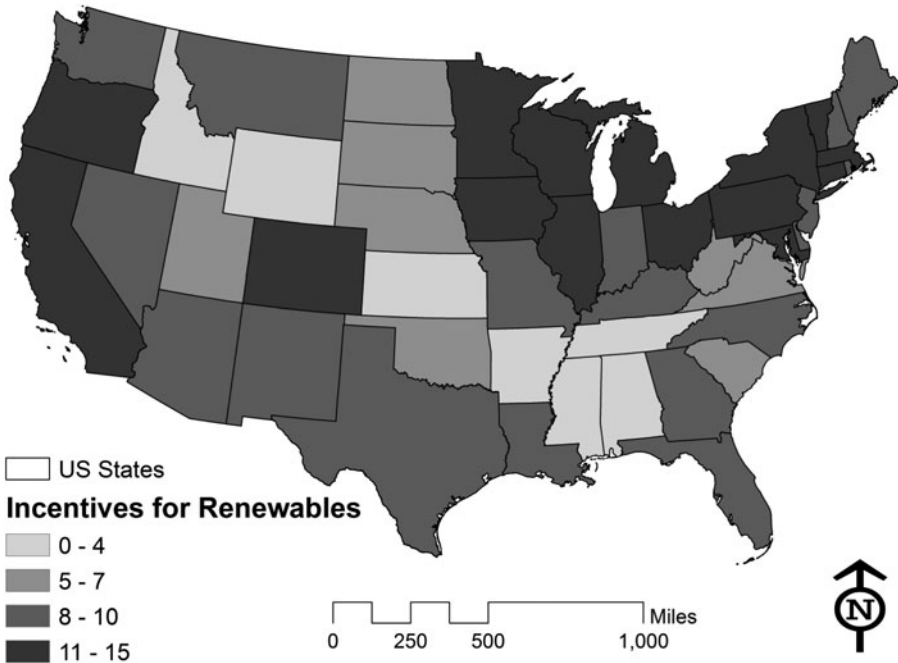 US States
Incentives for Renewables
0 - 4
5 - 7
8 - 10
11 - 15
Miles
0 250 500 1,000
N